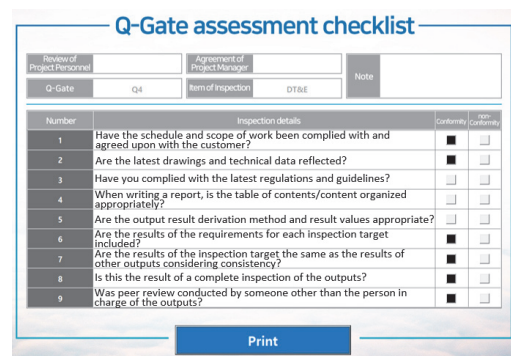 Q-Gate assessment checklist
Review of
Project Personnel
Agreement of
Project Manager
Note
Q-Gate
Q4
Item of Inspection
DT&E
Number
Inspection details
Conformity
non-
Conformity
1
Have the schedule and scope of work been complied with and
agreed upon with the customer?
2
Are the latest drawings and technical data reflected?
3
Have you complied with the latest regulations and guidelines?
4
When writing a report, is the table of contents/content organized
appropriately?
5
Are the output result derivation method and result values appropriate?
6
Are the results of the requirements for each inspection target
included?
7
Are the results of the inspection target the same as the results of
other outputs considering consistency?
8
Is this the result of a complete inspection of the outputs?
9
Was peer review conducted by someone other than the person in
charge of the outputs?
Print